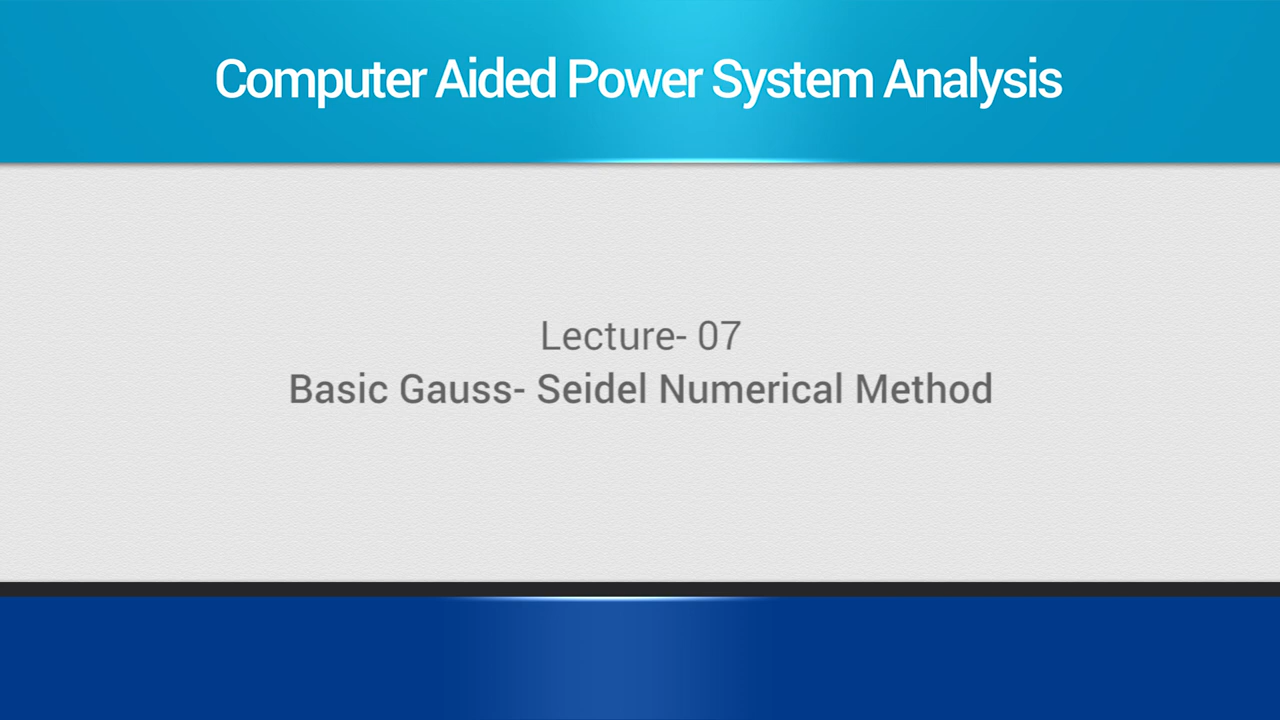 Computer Aided Power System Analysis
Lecture- 07
Basic Gauss- Seidel Numerical Method